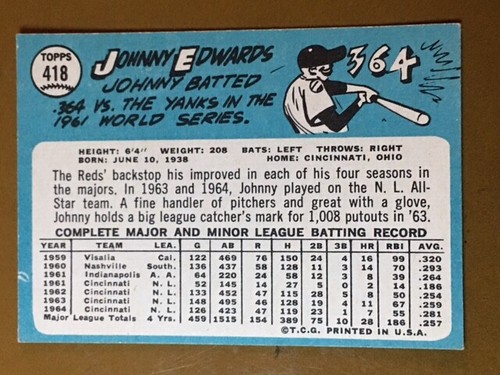 TOPPS
418
JOHNNY EDWARDS
JOHNNY BATTED
.364 VS. THE YANKS IN THE
1961 WORLD SERIES.
364
HEIGHT: 6'4" WEIGHT: 208 BATS: LEFT THROWS: RIGHT
BORN: JUNE 10, 1938 HOME: CINCINNATI, OHIO
The Reds' backstop his improved in each of his four seasons in
the majors. In 1963 and 1964, Johnny played on the N. L. All-
Star team. A fine handler of pitchers and great with a glove,
Johnny holds a big league catcher's mark for 1,008 putouts in '63.
COMPLETE MAJOR AND MINOR LEAGUE BATTING RECORD
YEAR TEAM LEA. G AB R H 2B 3B HR RBI AVG.
1959 Visalia Cal. 122 469 76 150 24 4 16 99 .320
1960 Nashville South. 136 437 58 128 11 3 14 70 .293
1961 Indianapolis A. A. 64 220 24 58 12 3 8 39 .264
1961 Cincinnati N. L. 52 145 14 27 5 0 2 14 .186
1962 Cincinnati N. L. 133 452 47 115 28 5 8 50 .254
1963 Cincinnati N. L. 148 495 46 128 19 4 11 67 .259
1964 Cincinnati N. L. 126 423 47 119 23 1 7 55 .281
Major League Totals 4 Yrs. 459 1515 154 389 75 10 28 186 .257
©T.C.G. PRINTED IN U.S.A.